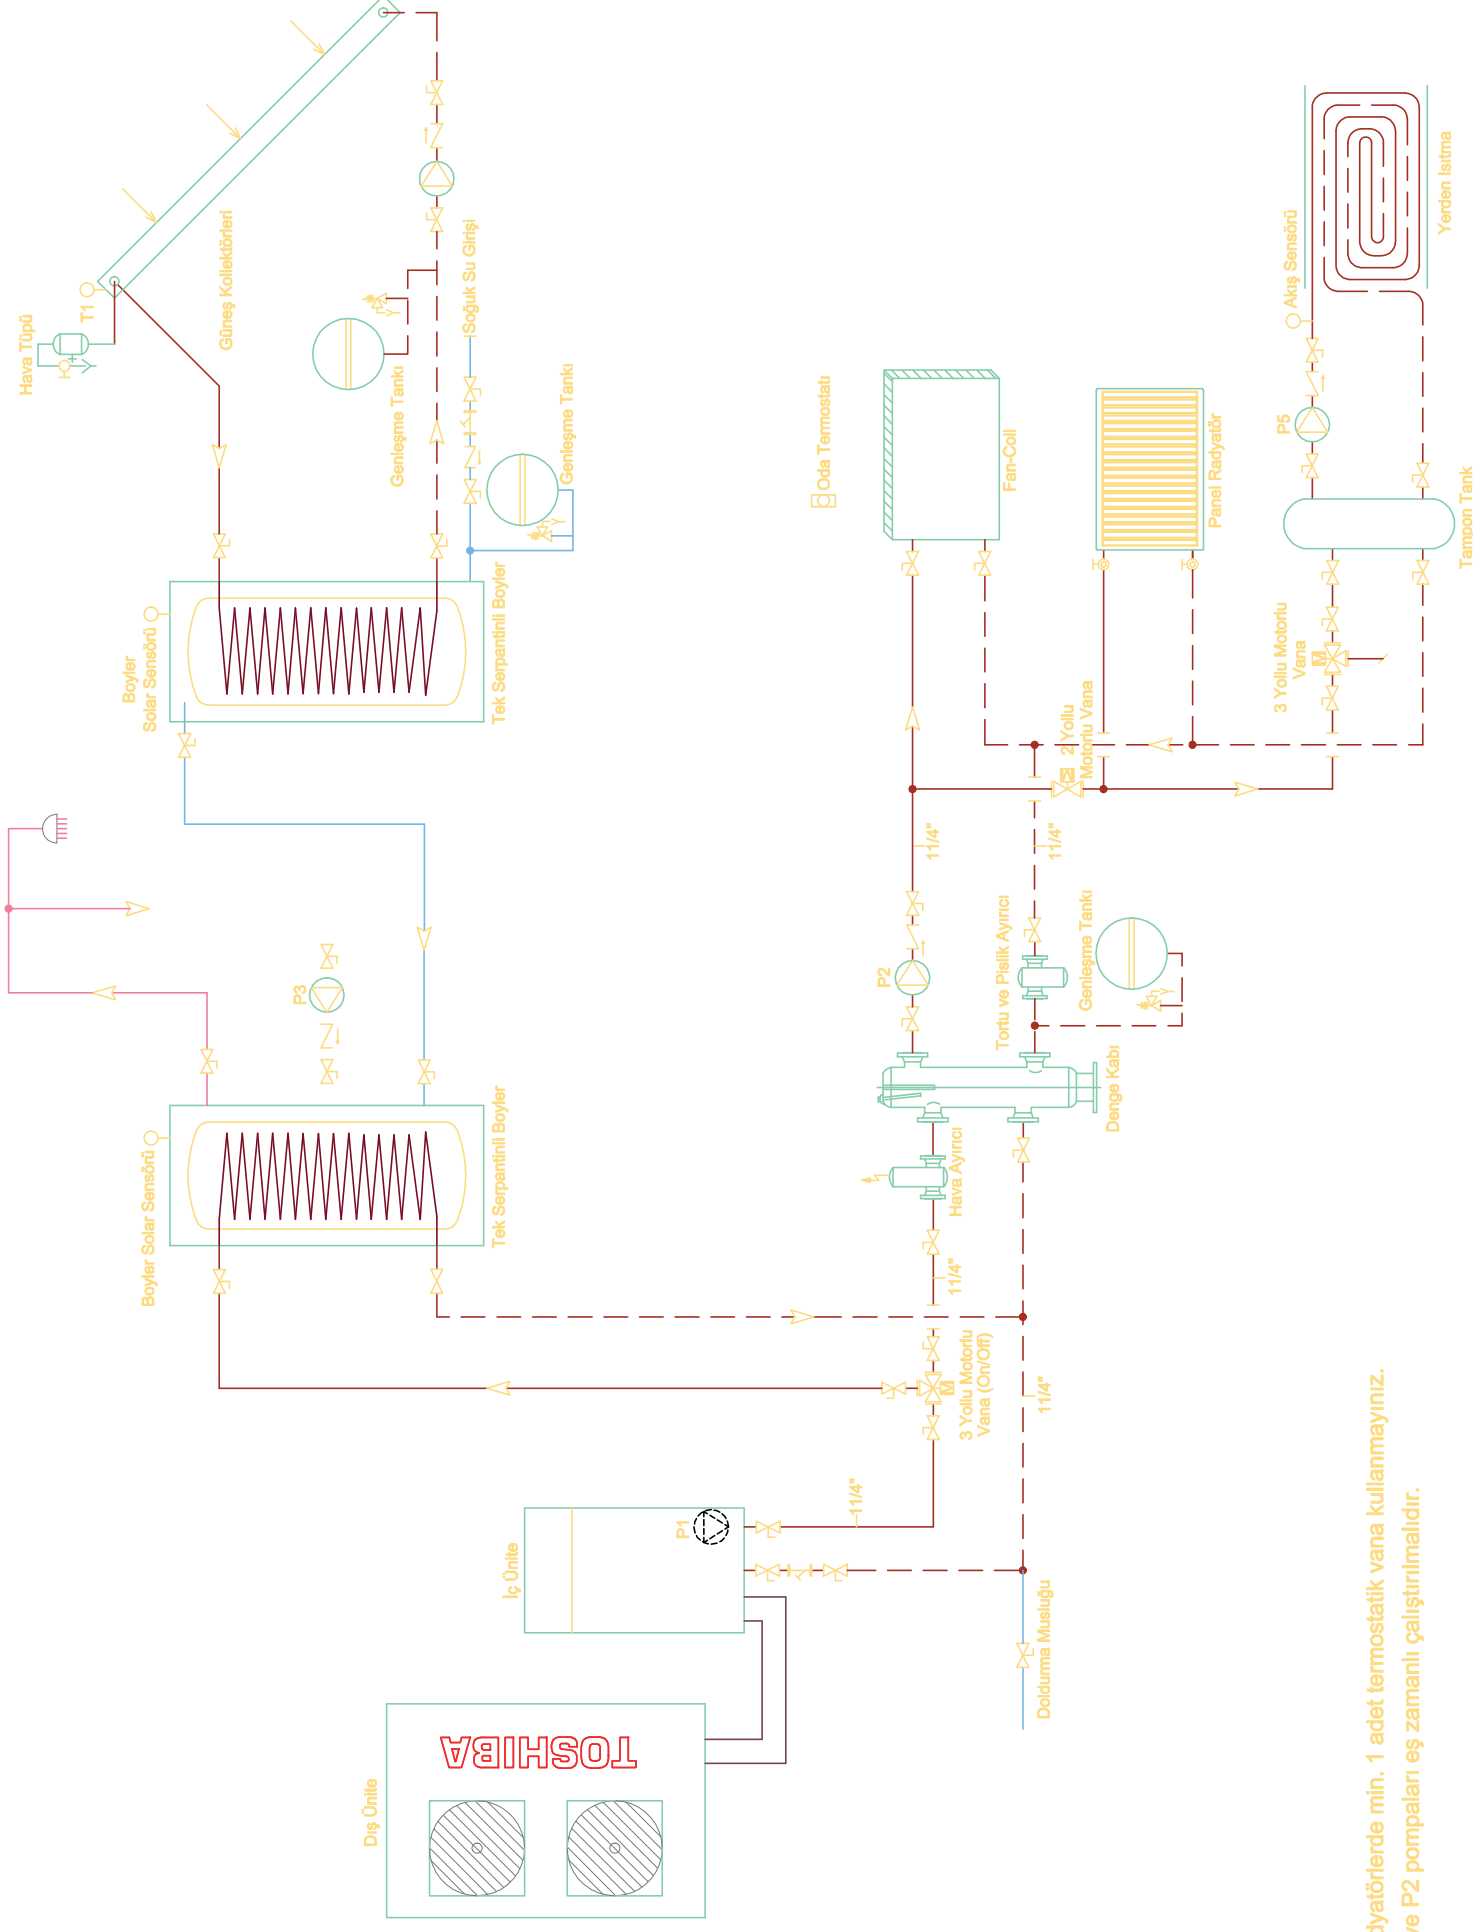 Hava Tüpü
T1
Güneş Kollektörleri
Genleşme Tankı
Soğuk Su Girişi
Genleşme Tankı
Boyler
Solar Sensörü
Tek Serpantinli Boyler
Oda Termostatı
Fan-Coil
Panel Radyatör
Akış Sensörü
Yerden Isıtma
P5
Tampon Tank
3 Yollu Motorlu
Vana
M
2 Yollu
Motorlu Vana
M
11/4"
11/4"
P2
Tortu ve Pislik Ayırıcı
Genleşme Tankı
P3
Denge Kabı
Hava Ayırıcı
Boyler Solar Sensörü
Tek Serpantinli Boyler
11/4"
3 Yollu Motorlu
Vana (On/Off)
M
11/4"
11/4"
P1
İç Ünite
Doldurma Musluğu
Dış Ünite
TOSHIBA
dyatörlerde min. 1 adet termostatik vana kullanmayınız.
ve P2 pompaları eş zamanlı çalıştırılmalıdır.